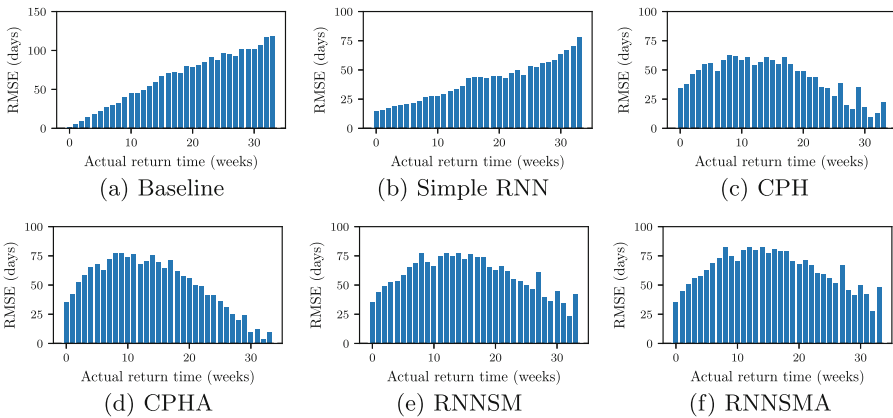 150
100
50
0
RMSE (days)
0 10 20 30
Actual return time (weeks)
(a) Baseline
100
75
50
25
0
RMSE (days)
0 10 20 30
Actual return time (weeks)
(b) Simple RNN
100
75
50
25
0
RMSE (days)
0 10 20 30
Actual return time (weeks)
(c) CPH
100
75
50
25
0
RMSE (days)
0 10 20 30
Actual return time (weeks)
(d) CPHA
100
75
50
25
0
RMSE (days)
0 10 20 30
Actual return time (weeks)
(e) RNNSM
100
75
50
25
0
RMSE (days)
0 10 20 30
Actual return time (weeks)
(f) RNNSMA